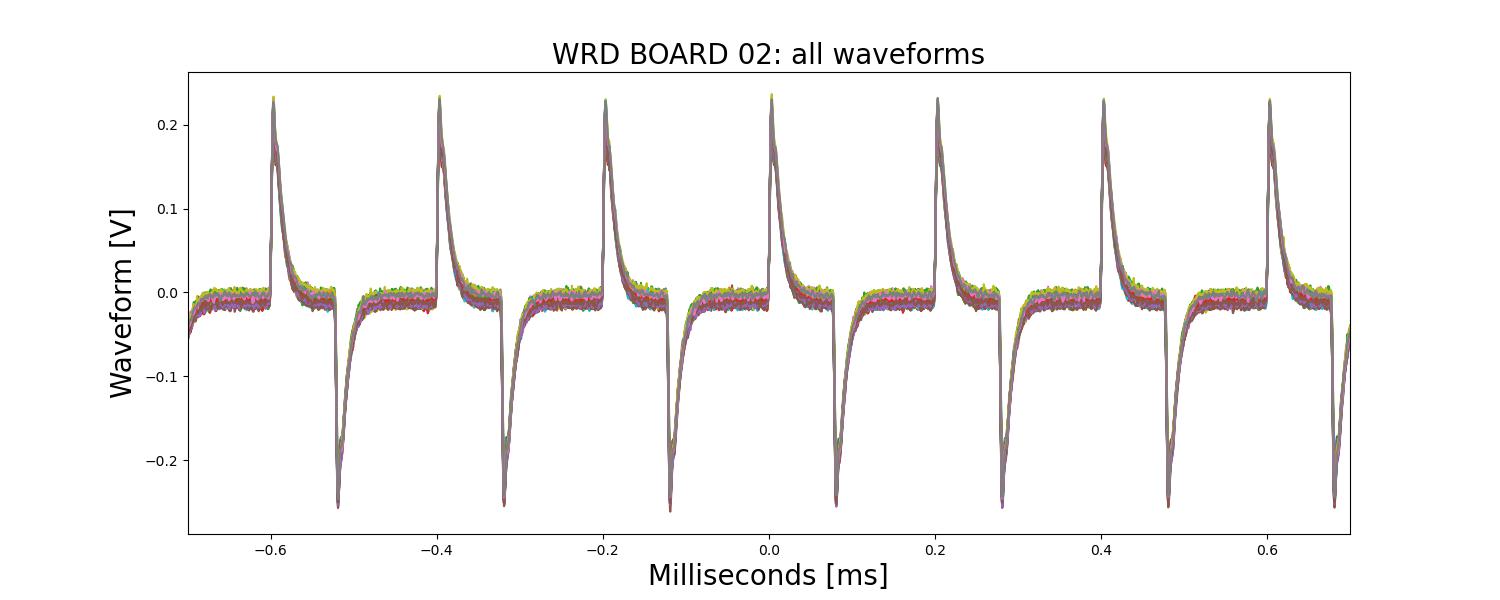 WRD BOARD 02: all waveforms
Waveform [V]
0.2
0.1
0.0
−0.1
−0.2
−0.6 −0.4 −0.2 0.0 0.2 0.4 0.6
Milliseconds [ms]